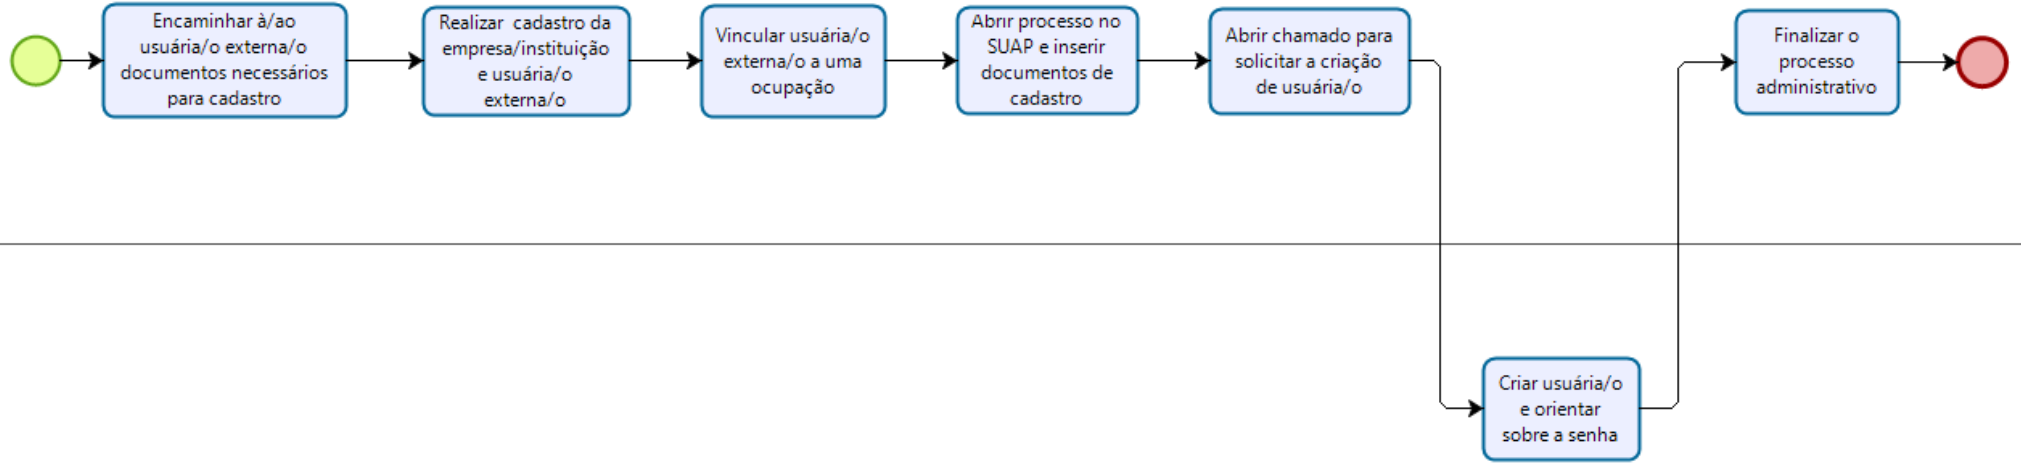 Encaminhar à/ao
usuária/o externa/o
documentos necessários
para cadastro
Realizar cadastro da
empresa/instituição
e usuária/o
externa/o
Vincular usuária/o
externa/o a uma
ocupação
Abrir processo no
SUAP e inserir
documentos de
cadastro
Abrir chamado para
solicitar a criação
de usuária/o
Criar usuária/o
e orientar
sobre a senha
Finalizar o
processo
administrativo